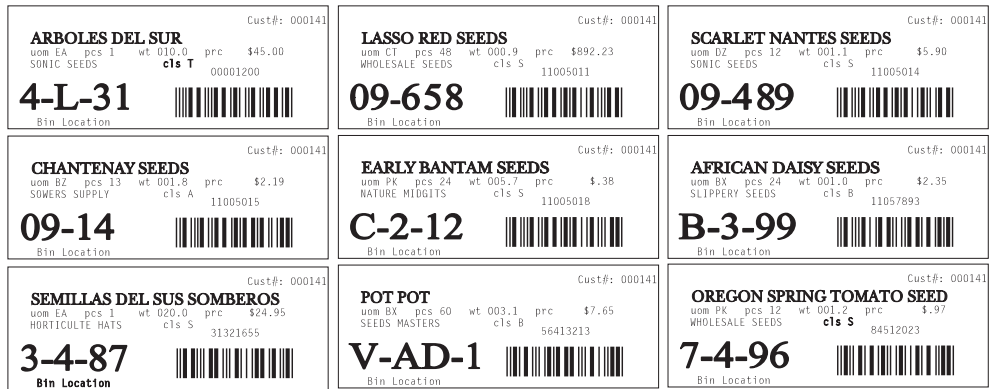 Cust#: 000141
ARBOLES DEL SUR
uom EA pcs 1 wt 010.0 prc $45.00
SONIC SEEDS cls T
00001200
4-L-31
Bin Location
Cust#: 000141
LASSO RED SEEDS
uom CT pcs 48 wt 000.9 prc $892.23
WHOLESALE SEEDS cls S
11005011
09-658
Bin Location
Cust#: 000141
SCARLET NANTES SEEDS
uom DZ pcs 12 wt 001.1 prc $5.90
SONIC SEEDS cls S
11005014
09-489
Bin Location
Cust#: 000141
CHANTENAY SEEDS
uom BZ pcs 13 wt 001.8 prc $2.19
SOWERS SUPPLY cls A
11005015
09-14
Bin Location
Cust#: 000141
EARLY BANTAM SEEDS
uom PK pcs 24 wt 005.7 prc $.38
NATURE MIDGITS cls S
11005018
C-2-12
Bin Location
Cust#: 000141
AFRICAN DAISY SEEDS
uom BX pcs 24 wt 001.0 prc $2.35
SLIPPERY SEEDS cls B
11057893
B-3-99
Bin Location
Cust#: 000141
SEMILLAS DEL SUS SOMBEROS
uom EA pcs 1 wt 020.0 prc $24.95
HORTICULTE HATS cls S
31321655
3-4-87
Bin Location
Cust#: 000141
POT POT
uom BX pcs 60 wt 003.1 prc $7.65
SEEDS MASTERS cls B
56413213
V-AD-1
Bin Location
Cust#: 000141
OREGON SPRING TOMATO SEED
uom PK pcs 12 wt 001.2 prc $.97
WHOLESALE SEEDS cls S
84512023
7-4-96
Bin Location